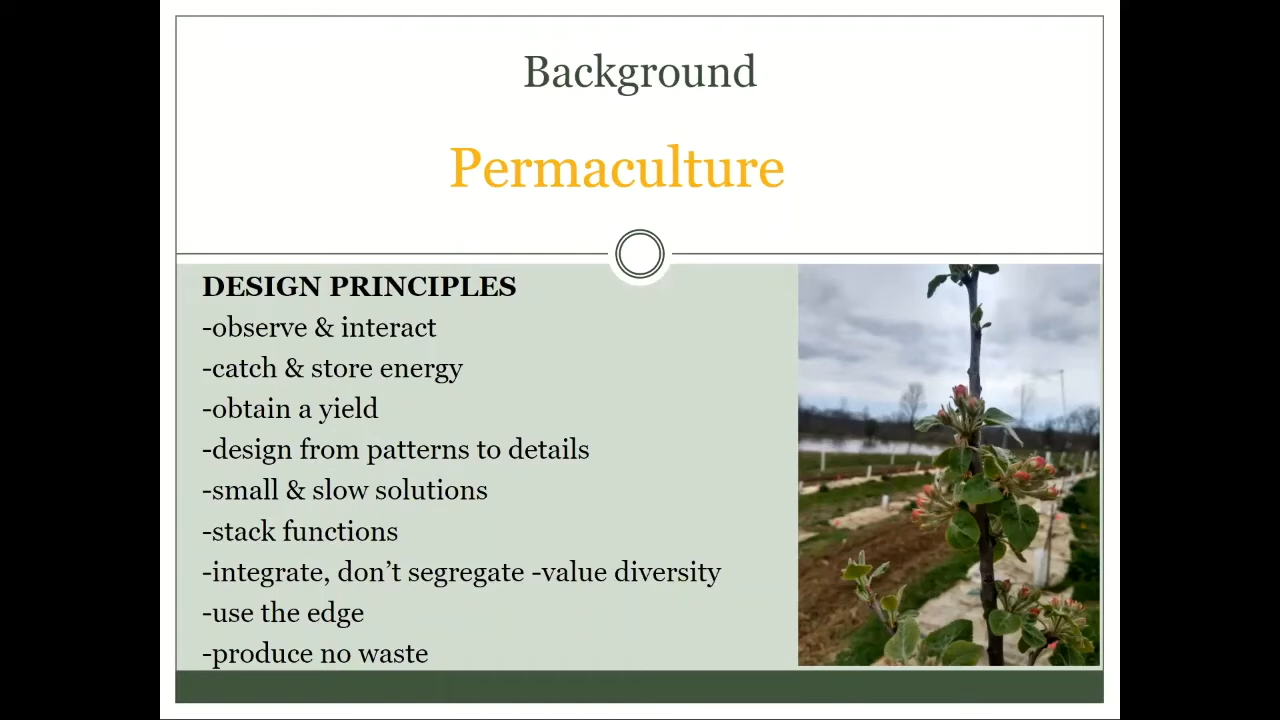 Background
Permaculture
DESIGN PRINCIPLES
-observe & interact
-catch & store energy
-obtain a yield
-design from patterns to details
-small & slow solutions
-stack functions
-integrate, don’t segregate -value diversity
-use the edge
-produce no waste